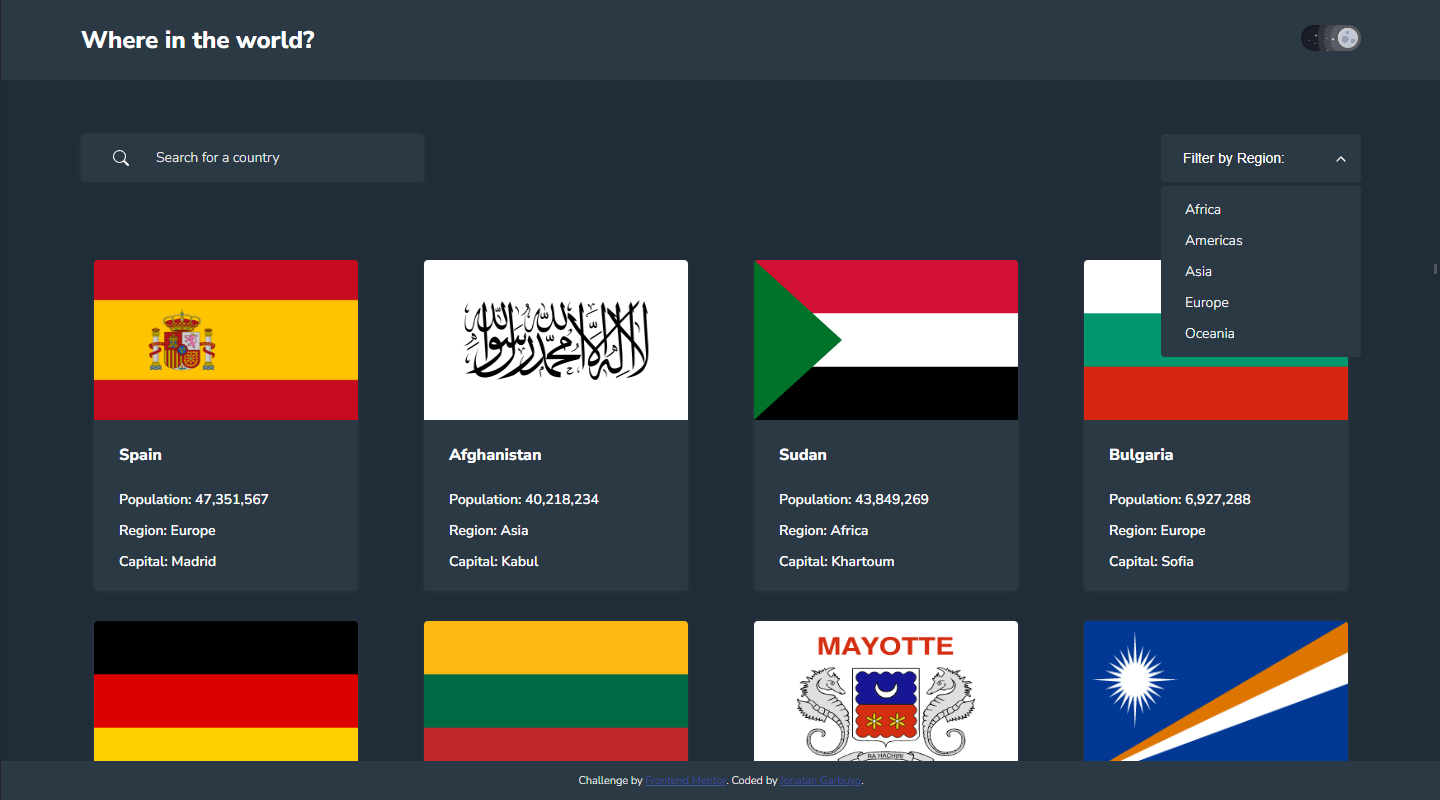 Where in the world?
Search for a country
Filter by Region:
Africa
Americas
Asia
Europe
Oceania
لا إله إلا الله محمد رسول الله
Spain
Population: 47,351,567
Region: Europe
Capital: Madrid
Afghanistan
Population: 40,218,234
Region: Asia
Capital: Kabul
Sudan
Population: 43,849,269
Region: Africa
Capital: Khartoum
Bulgaria
Population: 6,927,288
Region: Europe
Capital: Sofia
MAYOTTE
RA HACHIRI
Challenge by Frontend Mentor. Coded by Jonatan Garbuyo.